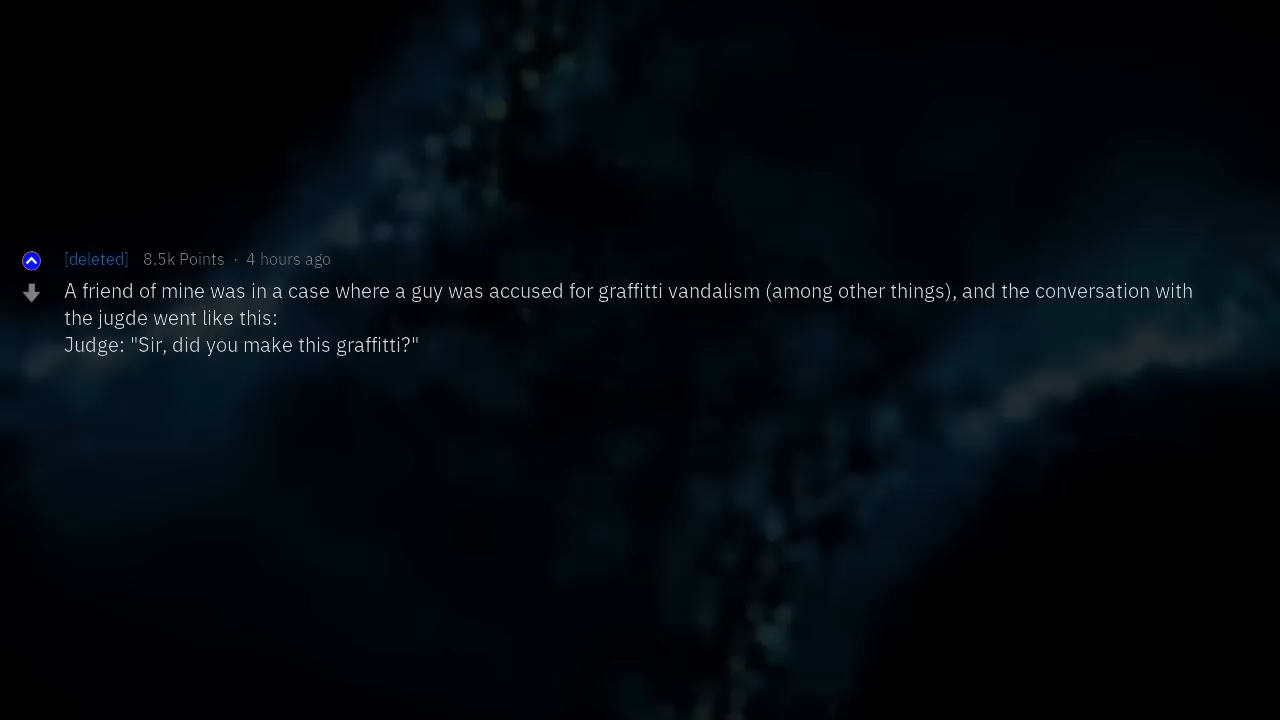 [deleted] 8.5k Points · 4 hours ago
A friend of mine was in a case where a guy was accused for graffitti vandalism (among other things), and the conversation with
the jugde went like this:
Judge: "Sir, did you make this graffitti?"